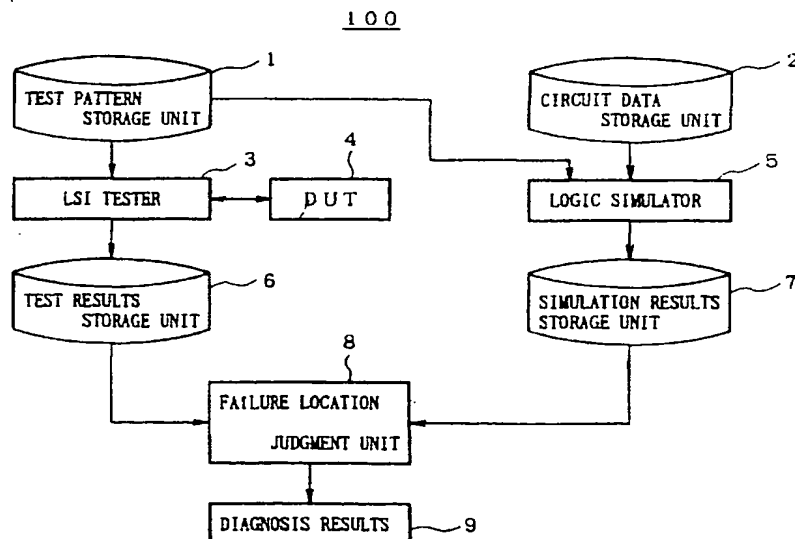 100
1
2
TEST PATTERN
STORAGE UNIT
CIRCUIT DATA
STORAGE UNIT
3
4
5
LSI TESTER
DUT
LOGIC SIMULATOR
6
7
TEST RESULTS
STORAGE UNIT
SIMULATION RESULTS
STORAGE UNIT
8
FAILURE LOCATION
JUDGMENT UNIT
DIAGNOSIS RESULTS
9